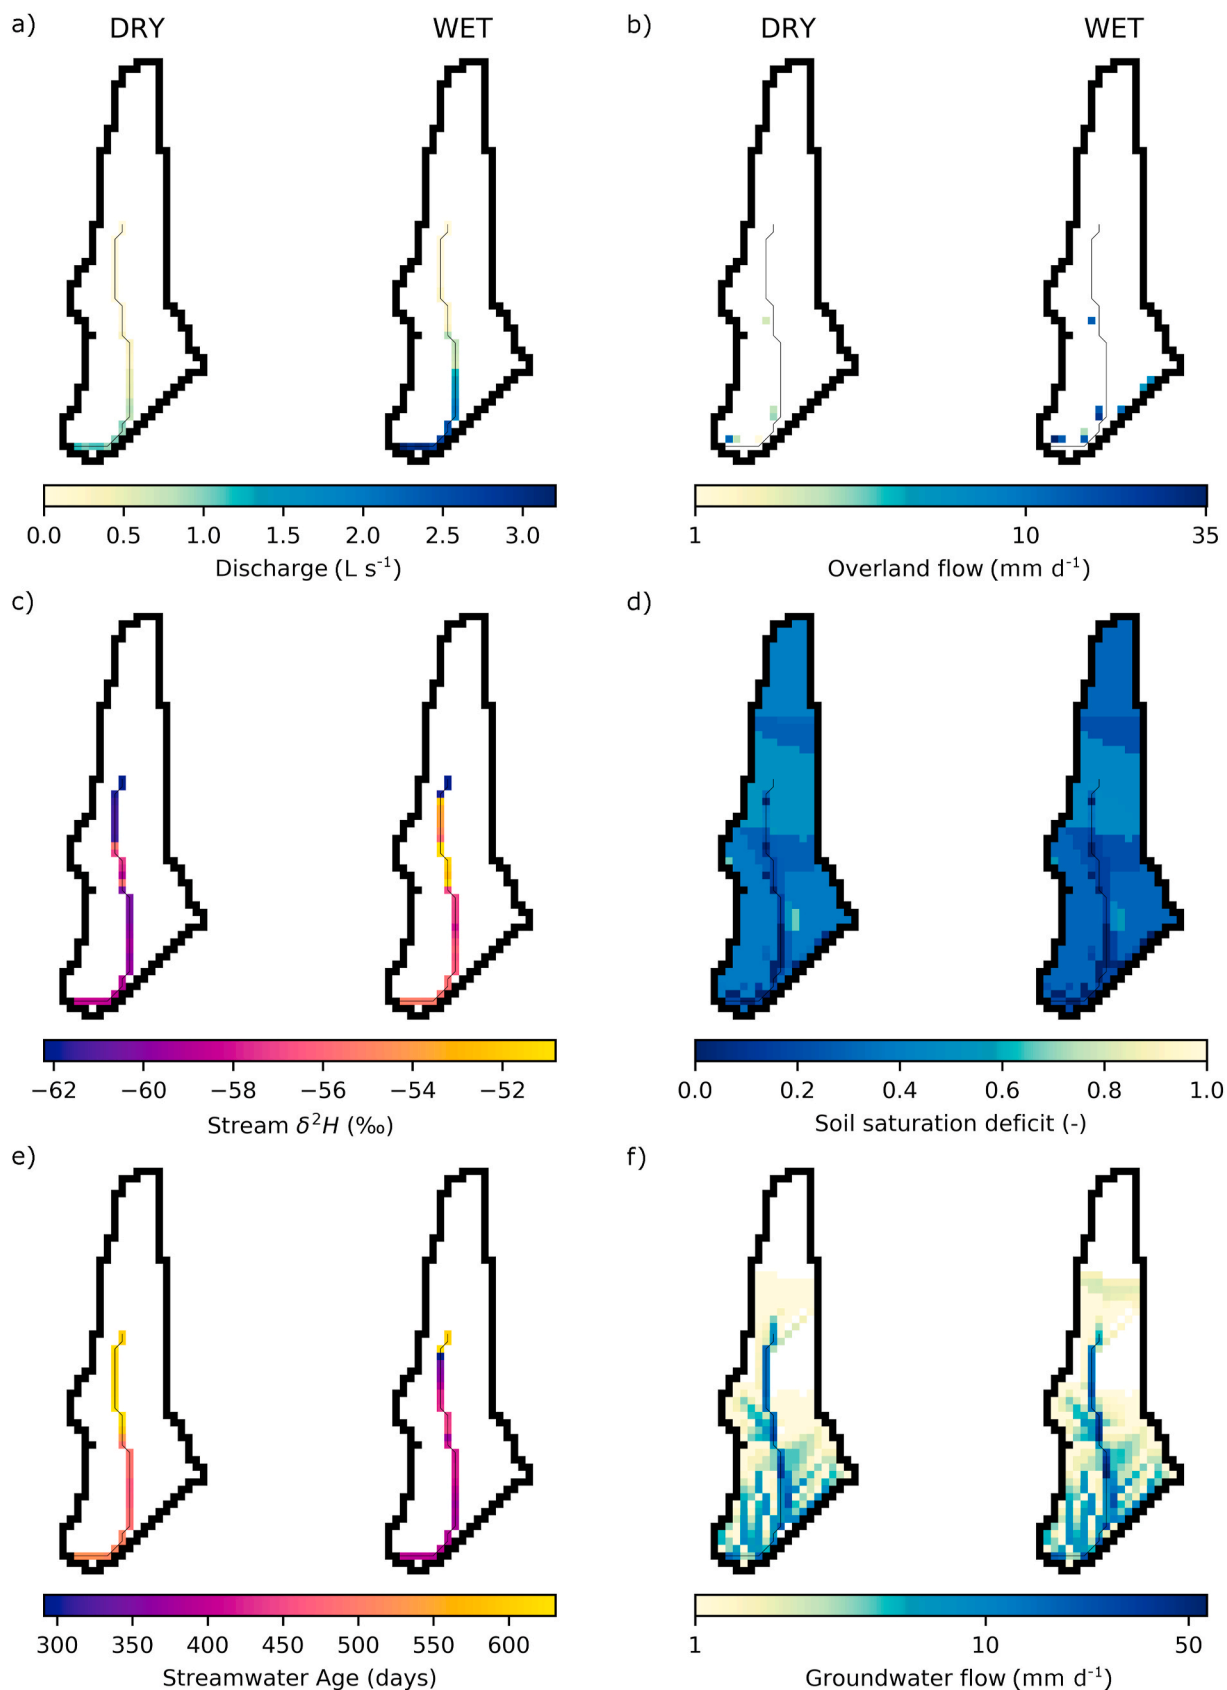 a) DRY WET b) DRY WET
0.0 0.5 1.0 1.5 2.0 2.5 3.0 1 10 35
Discharge (L s⁻¹) Overland flow (mm d⁻¹)
c) d)
−62 −60 −58 −56 −54 −52 0.0 0.2 0.4 0.6 0.8 1.0
Stream δ²H (‰) Soil saturation deficit (-)
e) f)
300 350 400 450 500 550 600 1 10 50
Streamwater Age (days) Groundwater flow (mm d⁻¹)